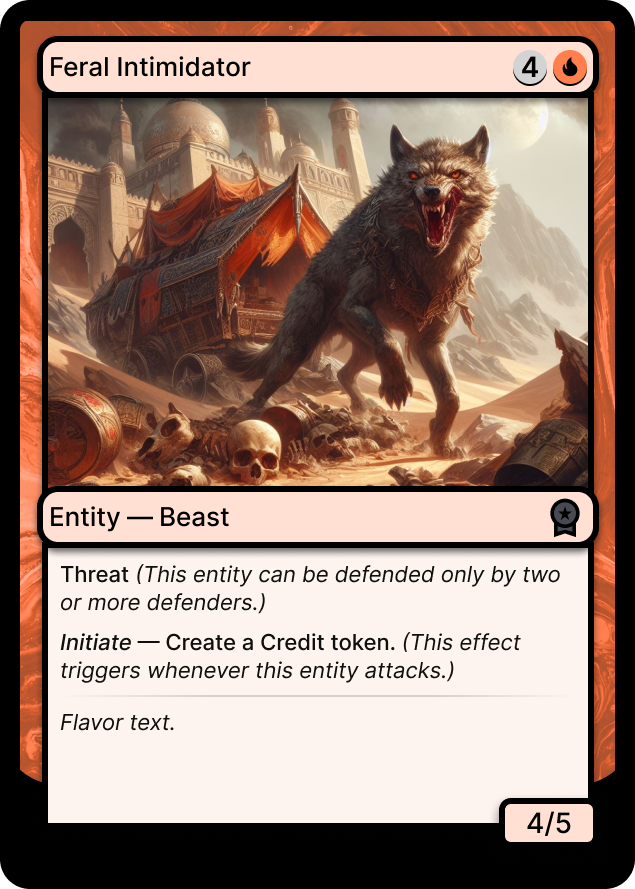 Feral Intimidator
4
Entity — Beast
Threat (This entity can be defended only by two
or more defenders.)
Initiate — Create a Credit token. (This effect
triggers whenever this entity attacks.)
Flavor text.
4/5